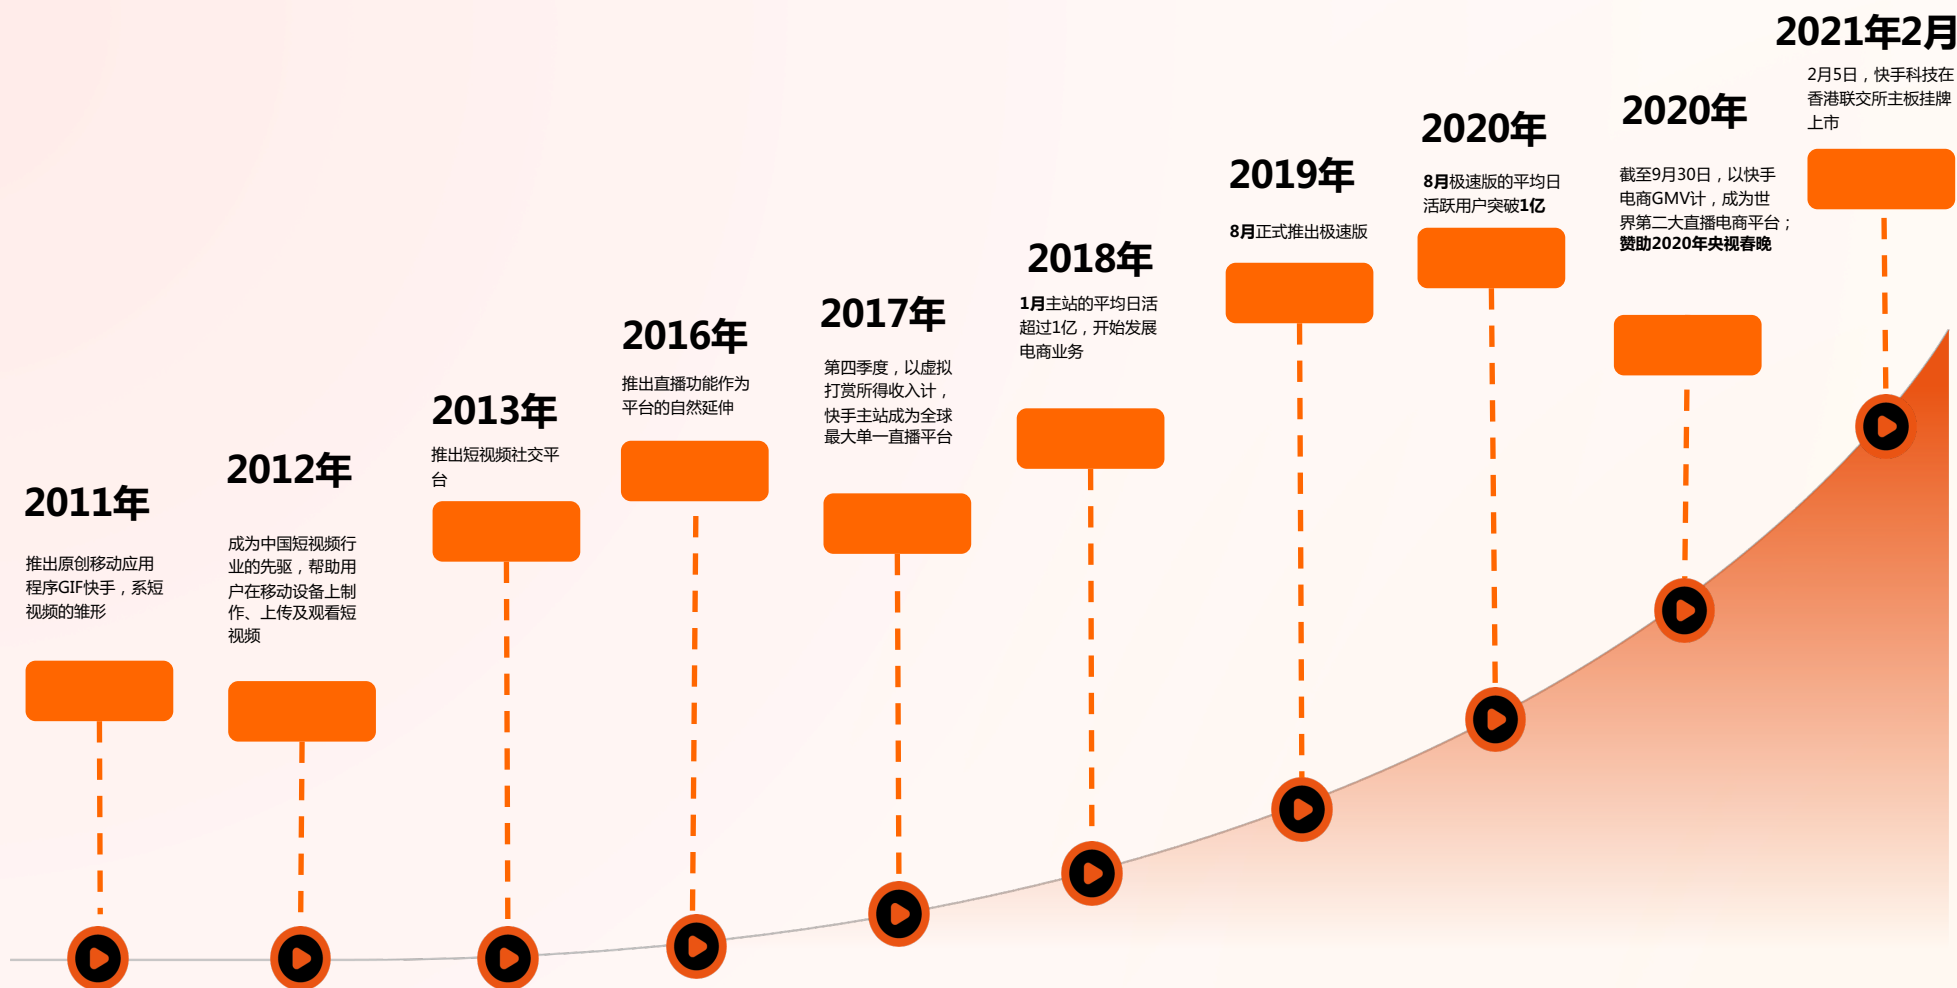 2011年
推出原创移动应用
程序GIF快手，系短
视频的雏形
2012年
成为中国短视频行
业的先驱，帮助用
户在移动设备上制
作、上传及观看短
视频
2013年
推出短视频社交平
台
2016年
推出直播功能作为
平台的自然延伸
2017年
第四季度，以虚拟
打赏所得收入计，
快手主站成为全球
最大单一直播平台
2018年
1月主站的平均日活
超过1亿，开始发展
电商业务
2019年
8月正式推出极速版
2020年
8月极速版的平均日
活跃用户突破1亿
2020年
截至9月30日，以快手
电商GMV计，成为世
界第二大直播电商平台；
赞助2020年央视春晚
2021年2月
2月5日，快手科技在
香港联交所主板挂牌
上市